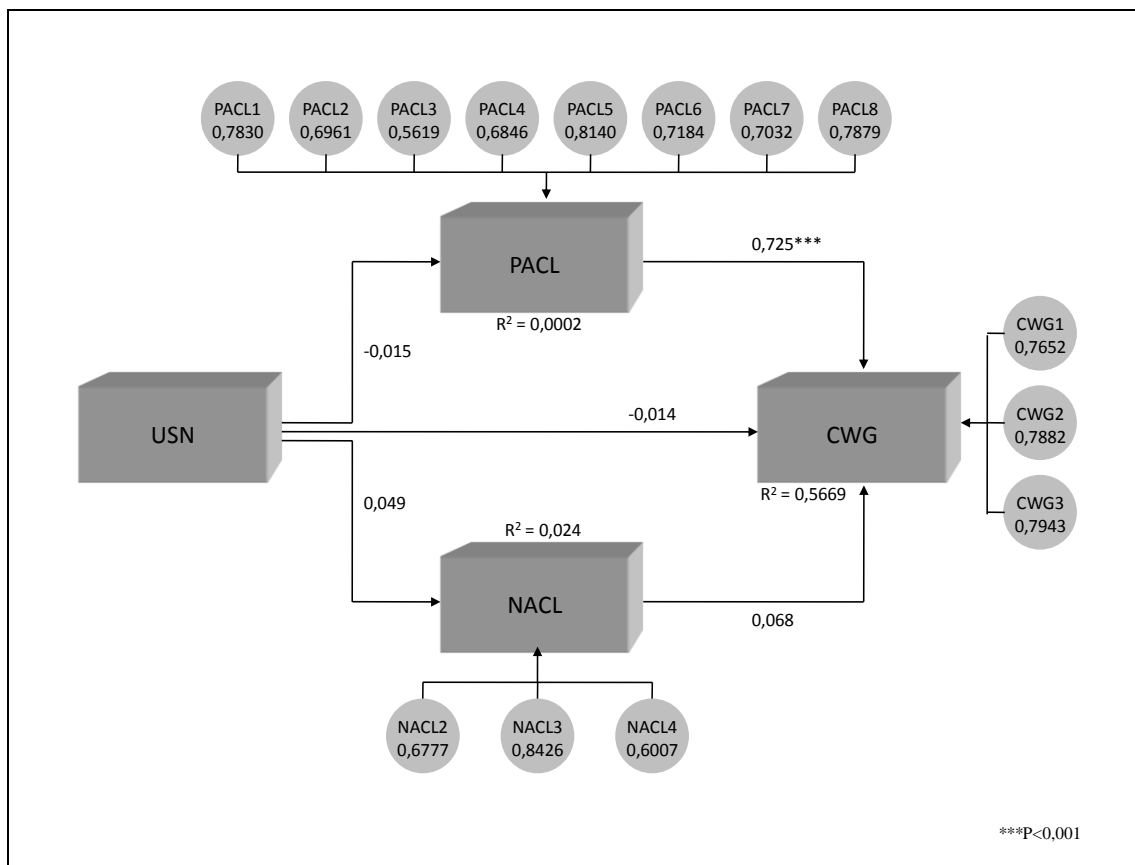 PACL1
0,7830
PACL2
0,6961
PACL3
0,5619
PACL4
0,6846
PACL5
0,8140
PACL6
0,7184
PACL7
0,7032
PACL8
0,7879
PACL
R² = 0,0002
0,725***
-0,015
USN
-0,014
CWG
R² = 0,5669
CWG1
0,7652
CWG2
0,7882
CWG3
0,7943
0,049
R² = 0,024
NACL
0,068
NACL2
0,6777
NACL3
0,8426
NACL4
0,6007
***P<0,001